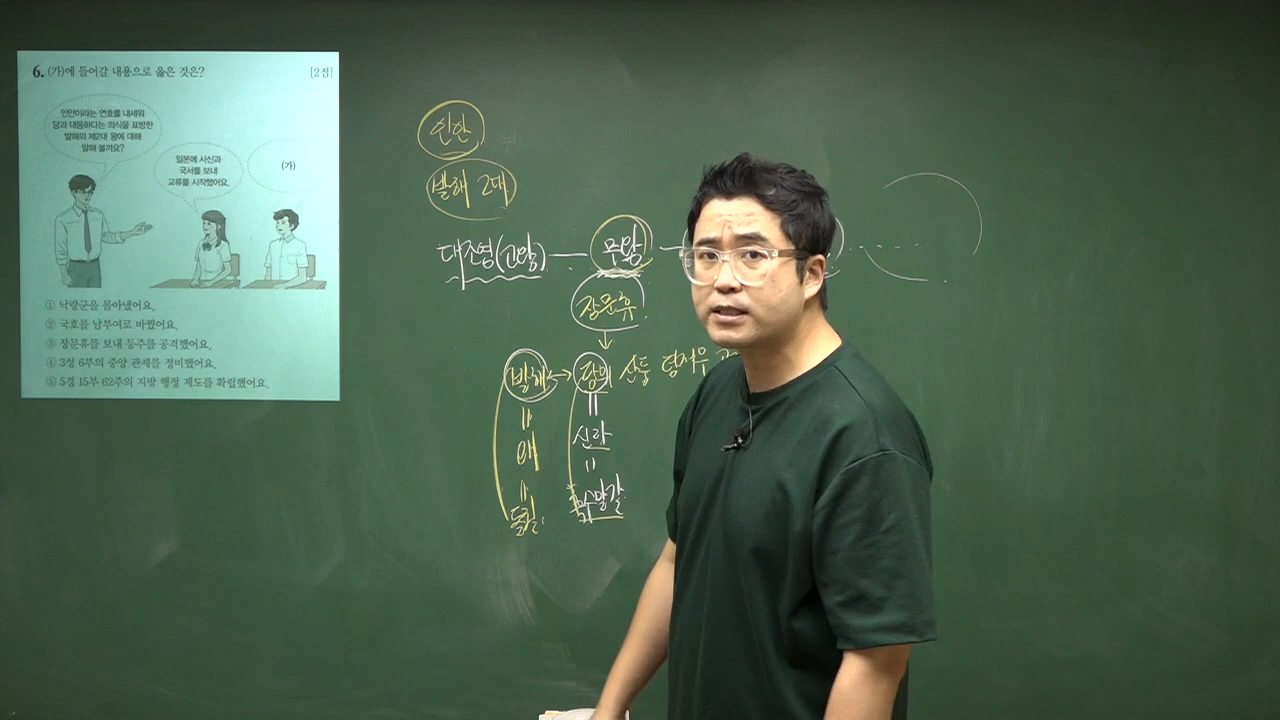 6. (가)에 들어갈 내용으로 옳은 것은? [2점]
인안이라는 연호를 내세워
당과 대등하다는 의식을 표방한
발해의 제2대 왕에 대해
말해 볼까요?
일본에 사신과
국서를 보내
교류를 시작했어요.
(가)
① 낙랑군을 몰아냈어요.
② 국호를 남부여로 바꿨어요.
③ 장문휴를 보내 등주를 공격했어요.
④ 3성 6부의 중앙 관제를 정비했어요.
⑤ 5경 15부 62주의 지방 행정 제도를 확립했어요.
인안
발해 2대
대조영(고왕) — 무왕
장문휴
발해 ↔ 당의 산둥
신라
돌궐
흑수말갈